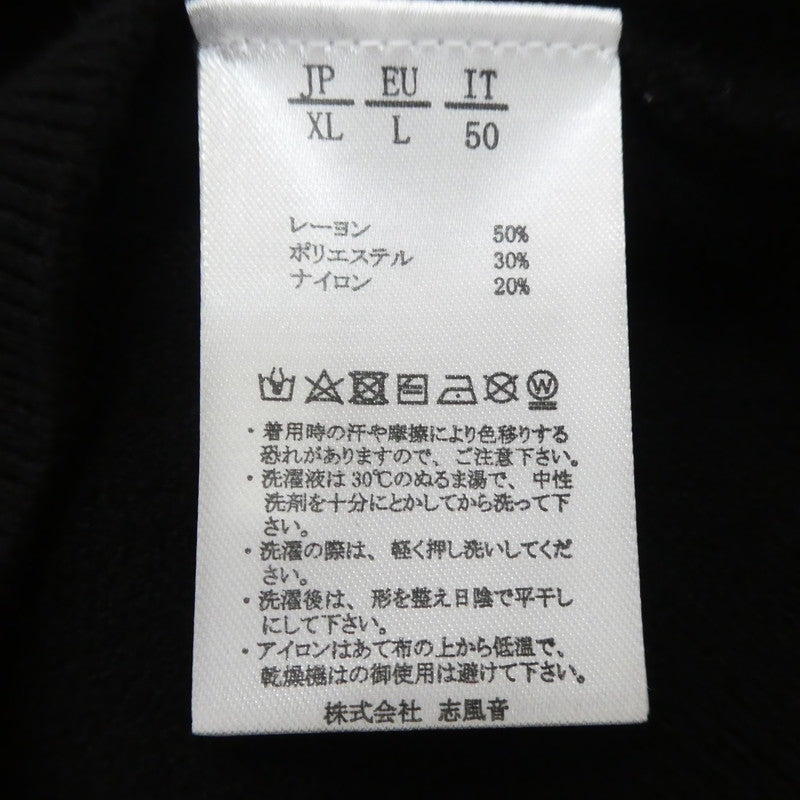 JP EU IT
XL L 50
レーヨン 50%
ポリエステル 30%
ナイロン 20%
W
・着用時の汗や摩擦により色移りする
恐れがありますので、ご注意下さい。
・洗濯液は30℃のぬるま湯で、中性
洗剤を十分にとかしてから洗って下
さい。
・洗濯の際は、軽く押し洗いしてくだ
さい。
・洗濯後は、形を整え日陰で平干し
にして下さい。
・アイロンはあて布の上から低温で、
乾燥機はの御使用は避けて下さい。
株式会社 志風音